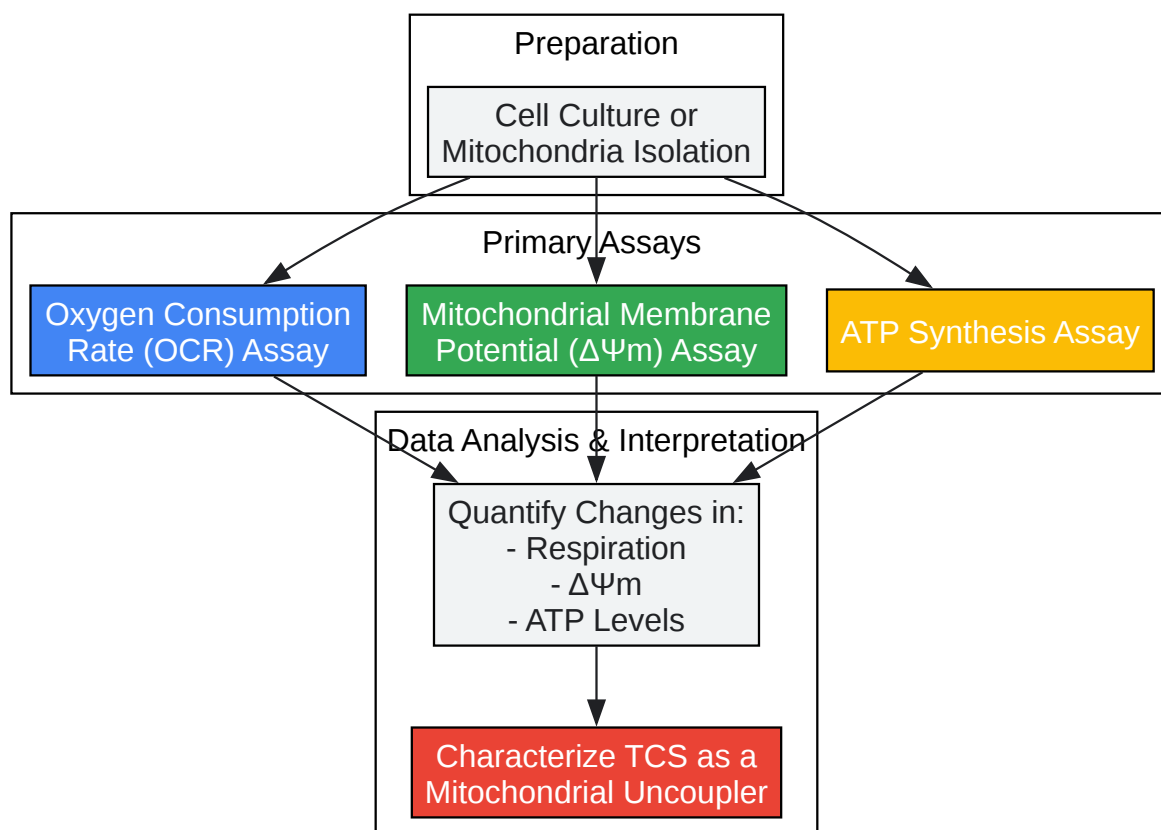 Preparation
Cell Culture or
Mitochondria Isolation
Primary Assays
Oxygen Consumption
Rate (OCR) Assay
Mitochondrial Membrane
Potential (ΔΨm) Assay
ATP Synthesis Assay
Data Analysis & Interpretation
Quantify Changes in:
- Respiration
- ΔΨm
- ATP Levels
Characterize TCS as a
Mitochondrial Uncoupler